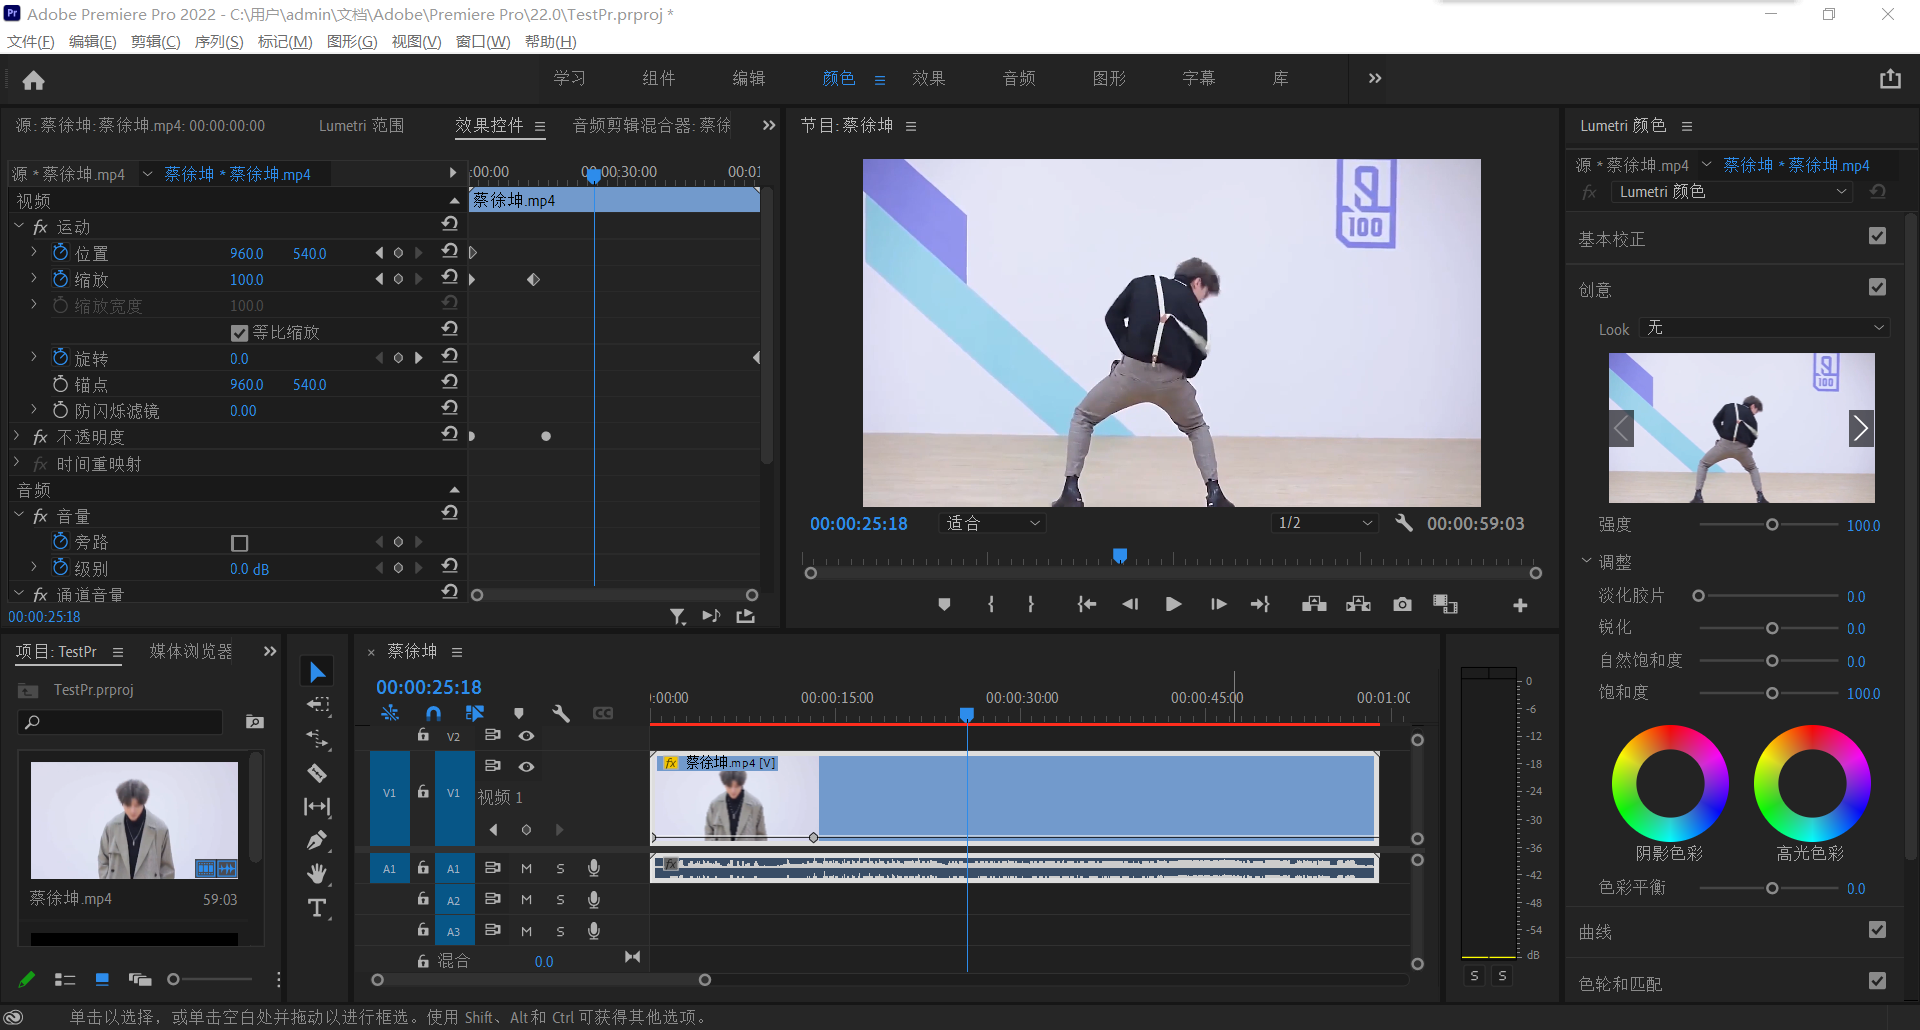 Pr Adobe Premiere Pro 2022 - C:\用户\admin\文档\Adobe\Premiere Pro\22.0\TestPr.prproj *
文件(F) 编辑(E) 剪辑(C) 序列(S) 标记(M) 图形(G) 视图(V) 窗口(W) 帮助(H)
学习 组件 编辑 颜色 效果 音频 图形 字幕 库
源: 蔡徐坤: 蔡徐坤.mp4: 00:00:00:00 Lumetri 范围 效果控件 音频剪辑混合器: 蔡徐
源 * 蔡徐坤.mp4 蔡徐坤 * 蔡徐坤.mp4 :00:00 00:00:30:00 00:01
视频 蔡徐坤.mp4
fx 运动
位置 960.0 540.0
缩放 100.0
缩放宽度 100.0
等比缩放
旋转 0.0
锚点 960.0 540.0
防闪烁滤镜 0.00
fx 不透明度
fx 时间重映射
音频
fx 音量
旁路
级别 0.0 dB
fx 通道音量
00:00:25:18
节目: 蔡徐坤
100
00:00:25:18 适合 1/2 00:00:59:03
Lumetri 颜色
源 * 蔡徐坤.mp4 蔡徐坤 * 蔡徐坤.mp4
fx Lumetri 颜色
基本校正
创意
Look 无
100
强度 100.0
调整
淡化胶片 0.0
锐化 0.0
自然饱和度 0.0
饱和度 100.0
阴影色彩 高光色彩
色彩平衡 0.0
曲线
色轮和匹配
项目: TestPr 媒体浏览器
TestPr.prproj
蔡徐坤.mp4 59:03
T
× 蔡徐坤
00:00:25:18
:00:00 00:00:15:00 00:00:30:00 00:00:45:00 00:01:00
CC
V2
V1 V1 视频 1
fx 蔡徐坤.mp4 [V]
A1 A1 M S fx
A2 M S
A3 M S
混合 0.0
0
-6
-12
-18
-24
-30
-36
-42
-48
-54
dB
S S
单击以选择，或单击空白处并拖动以进行框选。使用 Shift、Alt 和 Ctrl 可获得其他选项。